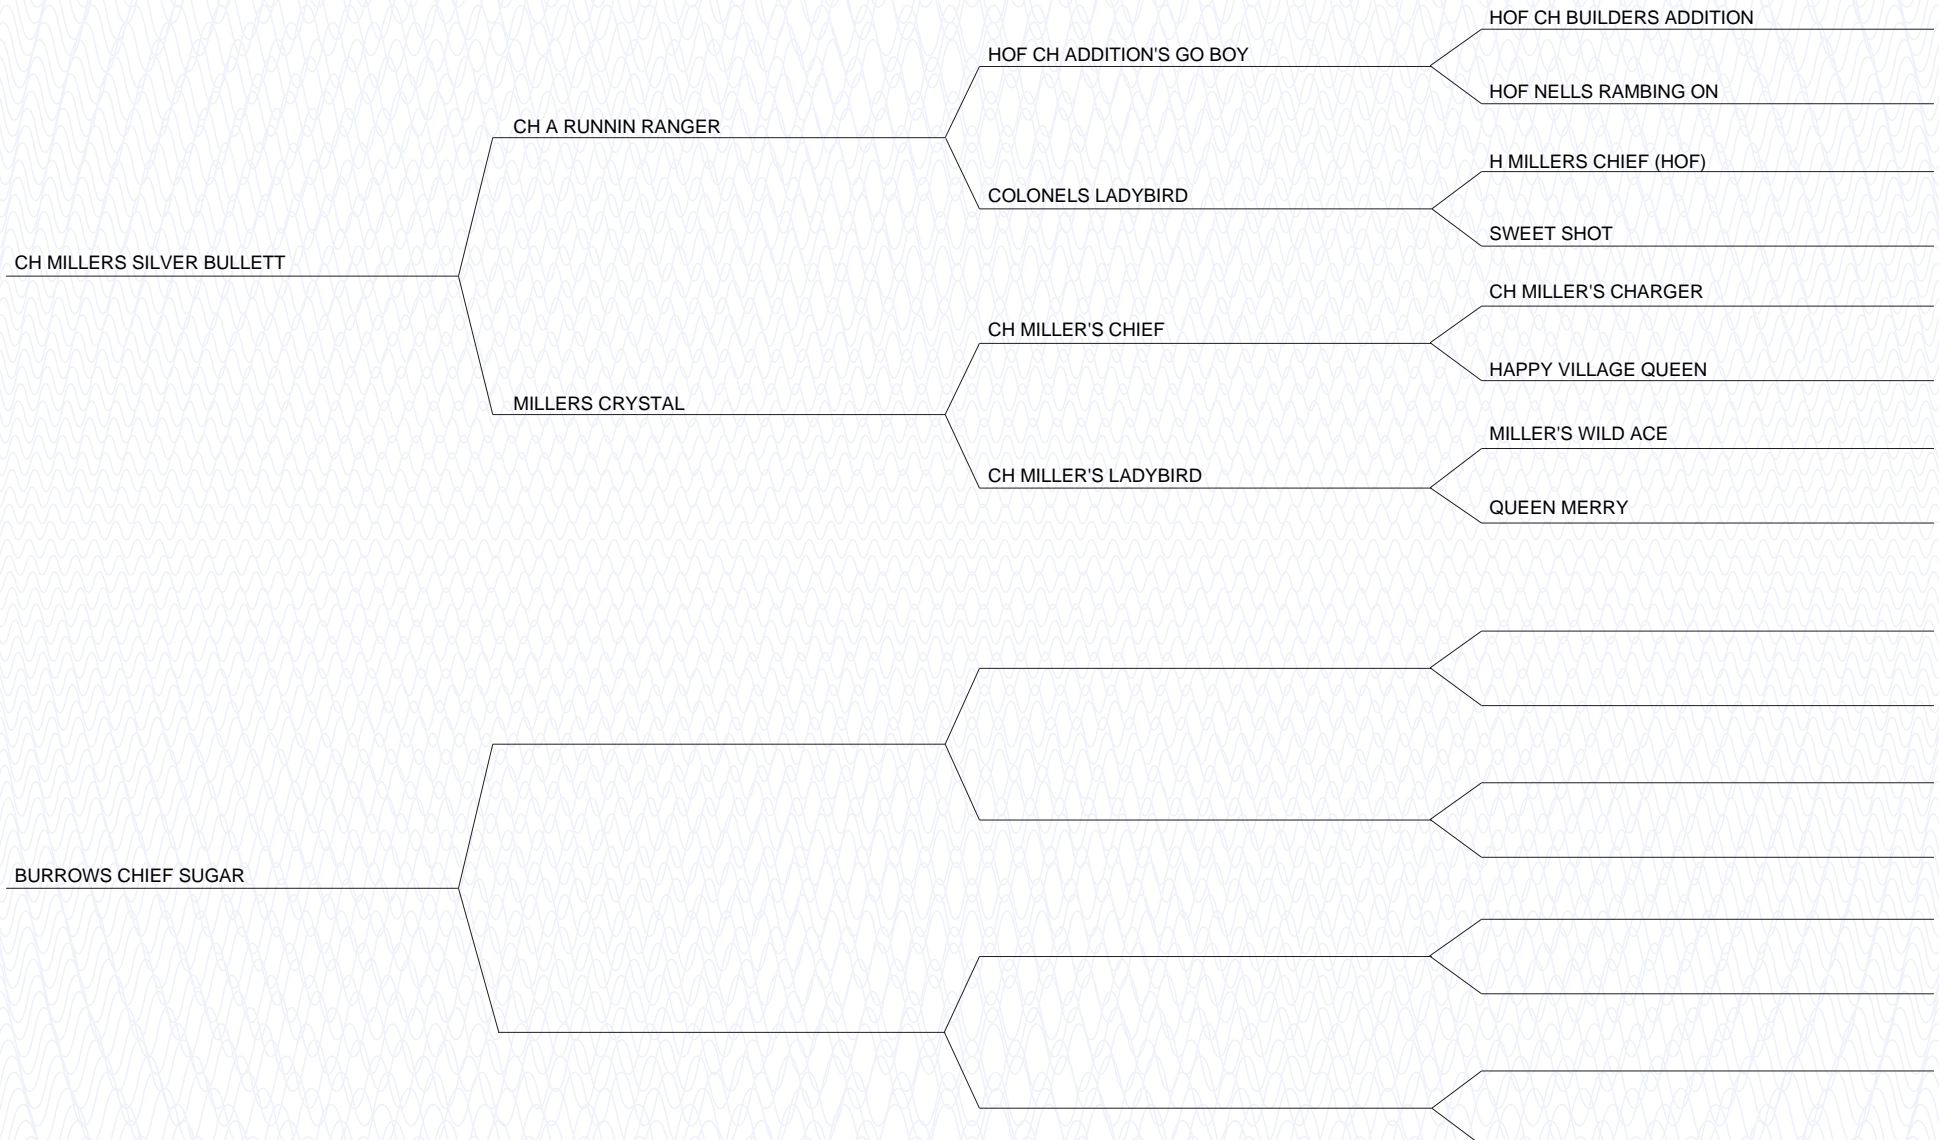 HOF CH BUILDERS ADDITION
HOF CH ADDITION'S GO BOY
HOF NELLS RAMBING ON
CH A RUNNIN RANGER
H MILLERS CHIEF (HOF)
COLONELS LADYBIRD
SWEET SHOT
CH MILLERS SILVER BULLETT
CH MILLER'S CHARGER
CH MILLER'S CHIEF
HAPPY VILLAGE QUEEN
MILLERS CRYSTAL
MILLER'S WILD ACE
CH MILLER'S LADYBIRD
QUEEN MERRY
BURROWS CHIEF SUGAR